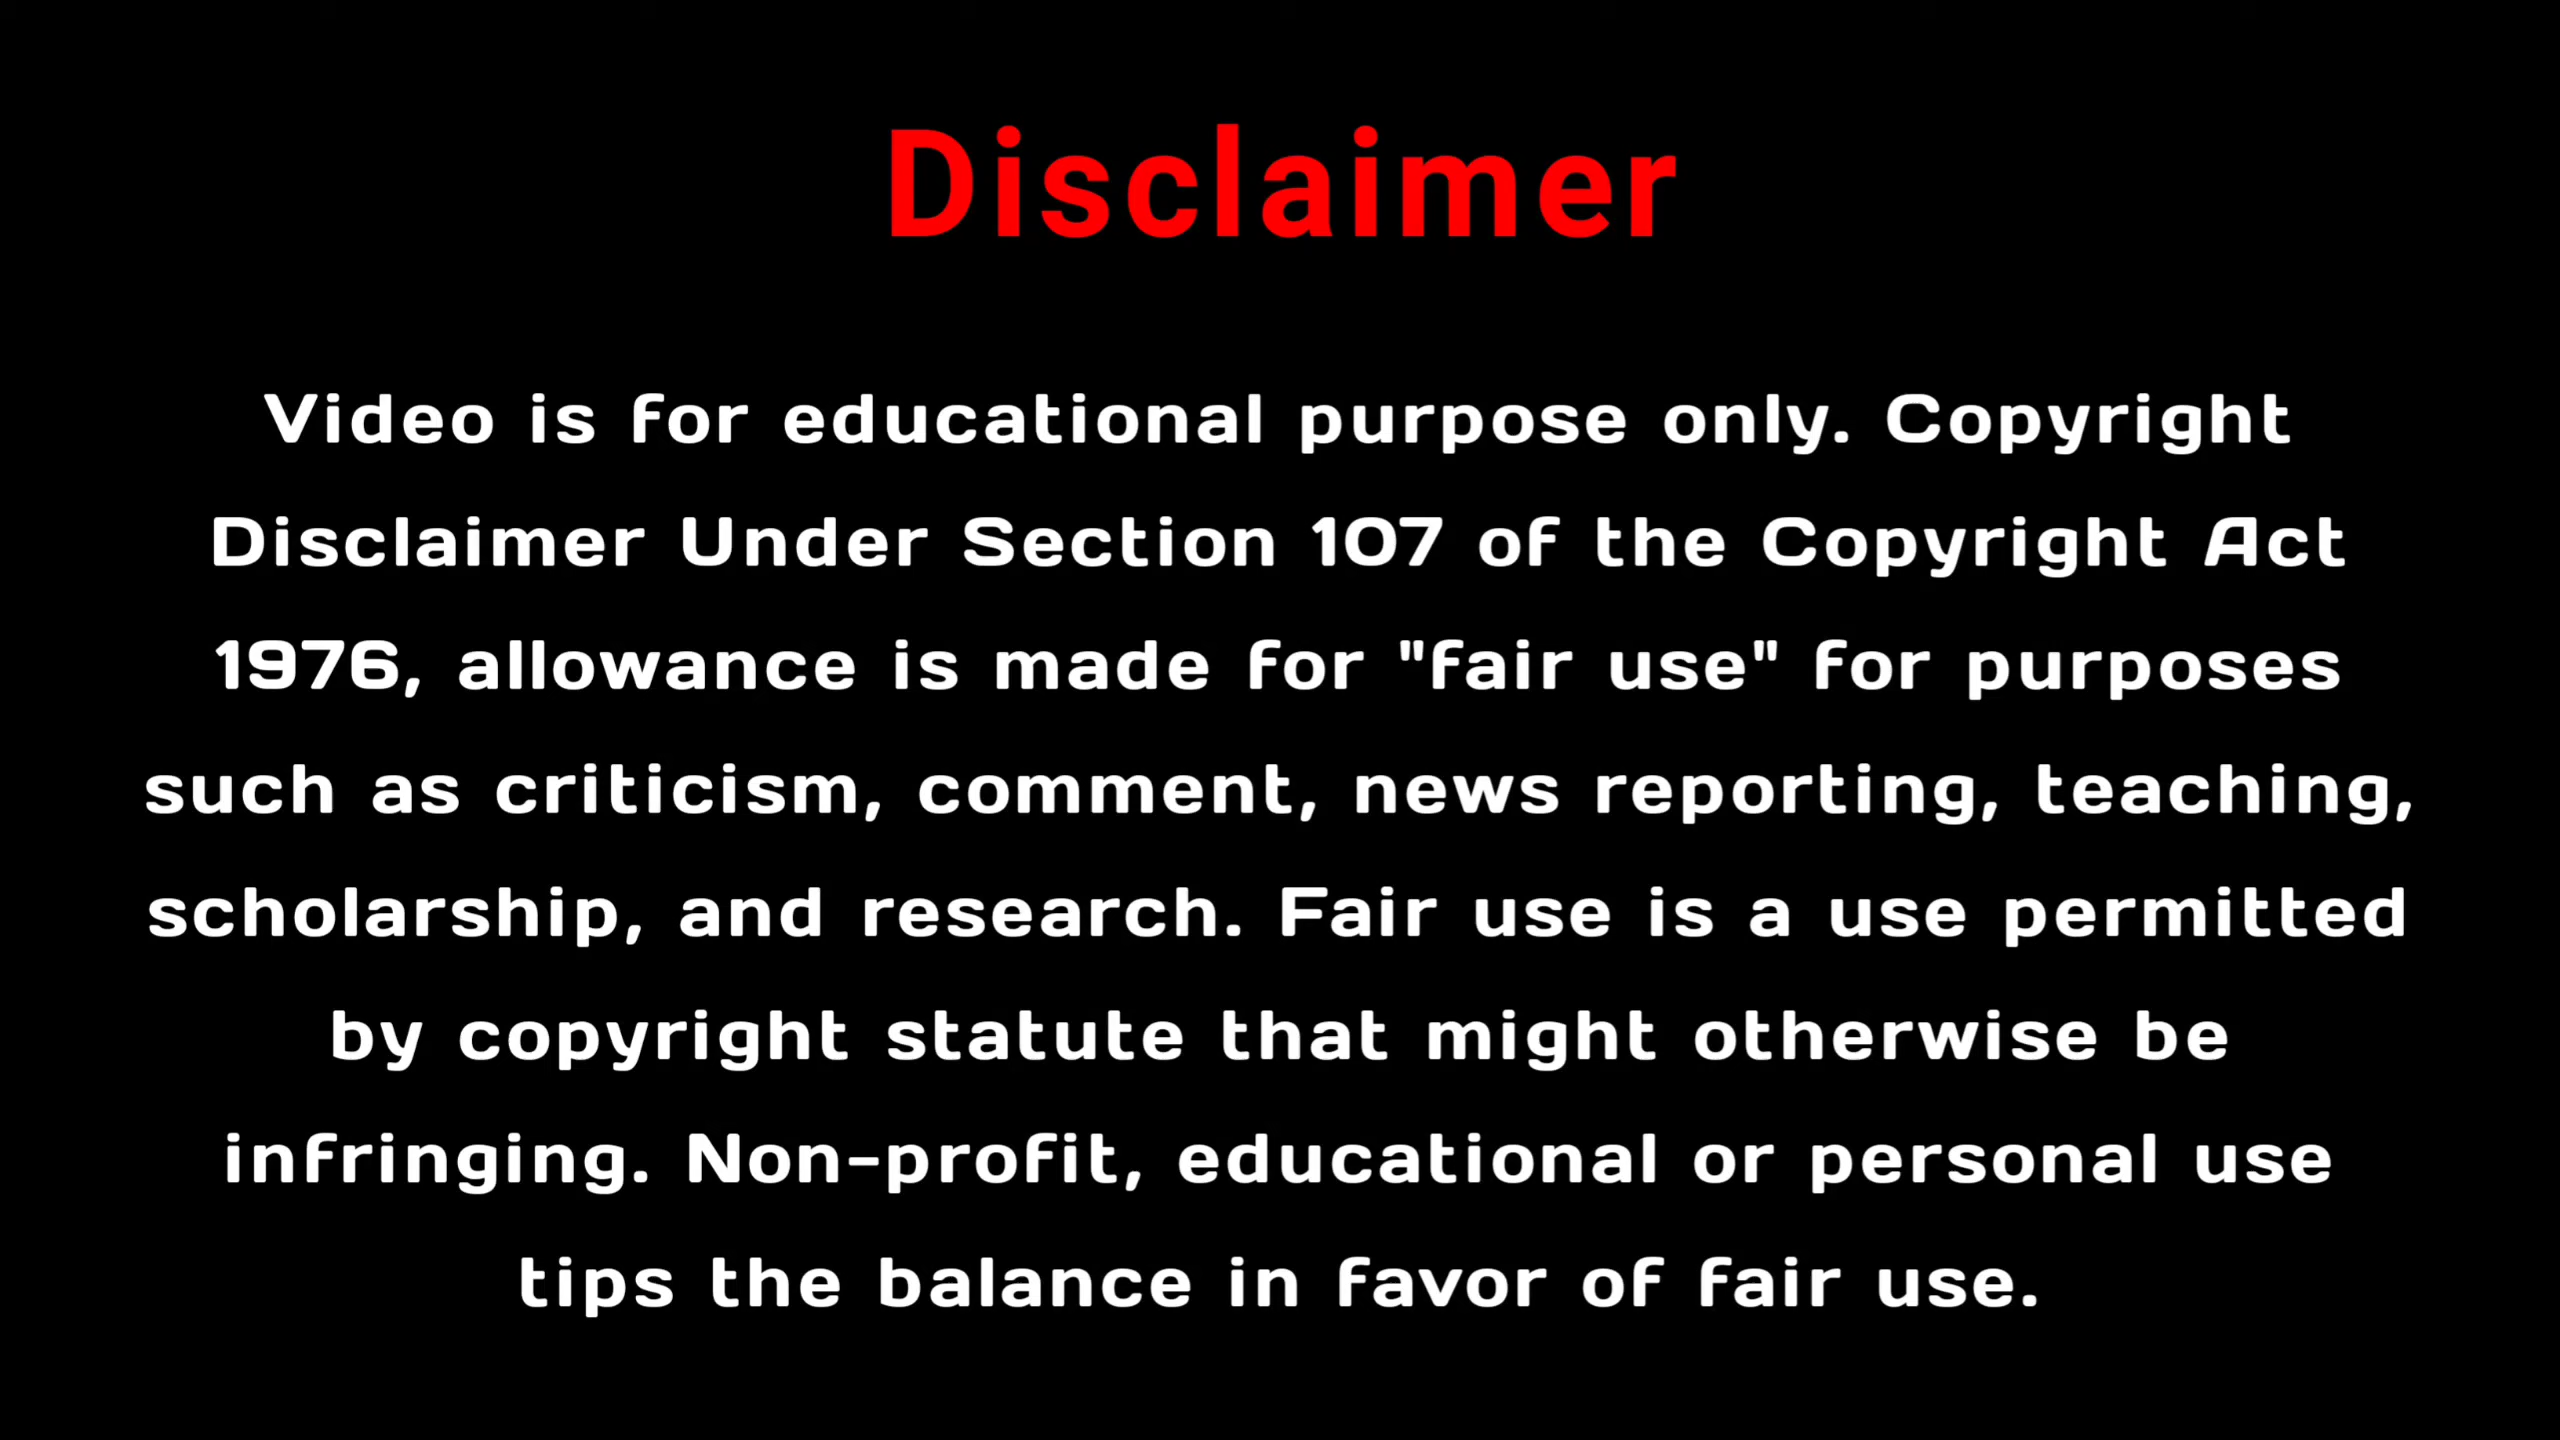 Disclaimer
Video is for educational purpose only. Copyright
Disclaimer Under Section 107 of the Copyright Act
1976, allowance is made for "fair use" for purposes
such as criticism, comment, news reporting, teaching,
scholarship, and research. Fair use is a use permitted
by copyright statute that might otherwise be
infringing. Non-profit, educational or personal use
tips the balance in favor of fair use.